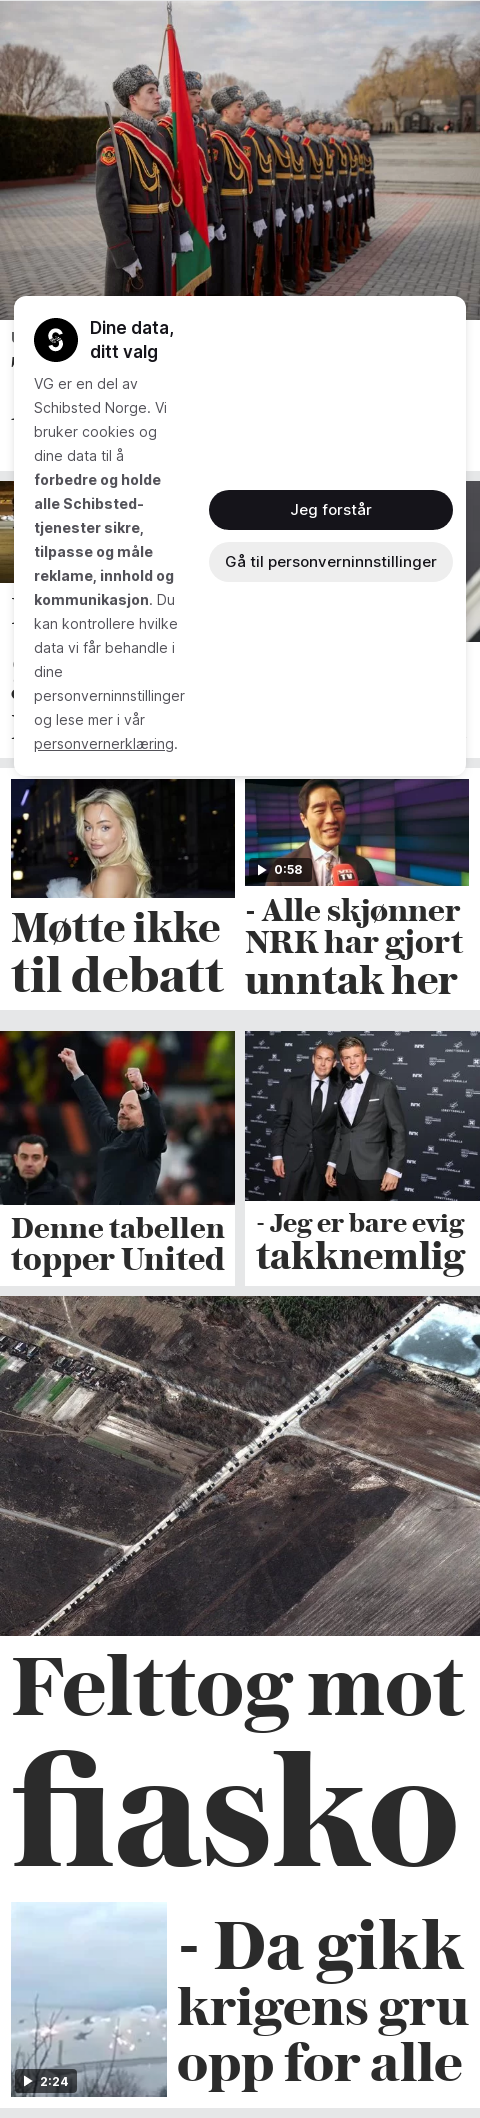 Dine data,
ditt valg
VG er en del av
Schibsted Norge. Vi
bruker cookies og
dine data til å
forbedre og holde
alle Schibsted-
tjenester sikre,
tilpasse og måle
reklame, innhold og
kommunikasjon. Du
kan kontrollere hvilke
data vi får behandle i
dine
personverninnstillinger
og lese mer i vår
personvernerklæring.
Jeg forstår
Gå til personverninnstillinger
Møtte ikke
til debatt
0:58
- Alle skjønner
NRK har gjort
unntak her
Denne tabellen
topper United
- Jeg er bare evig
takknemlig
Felttog mot
fiasko
2:24
- Da gikk
krigens gru
opp for alle